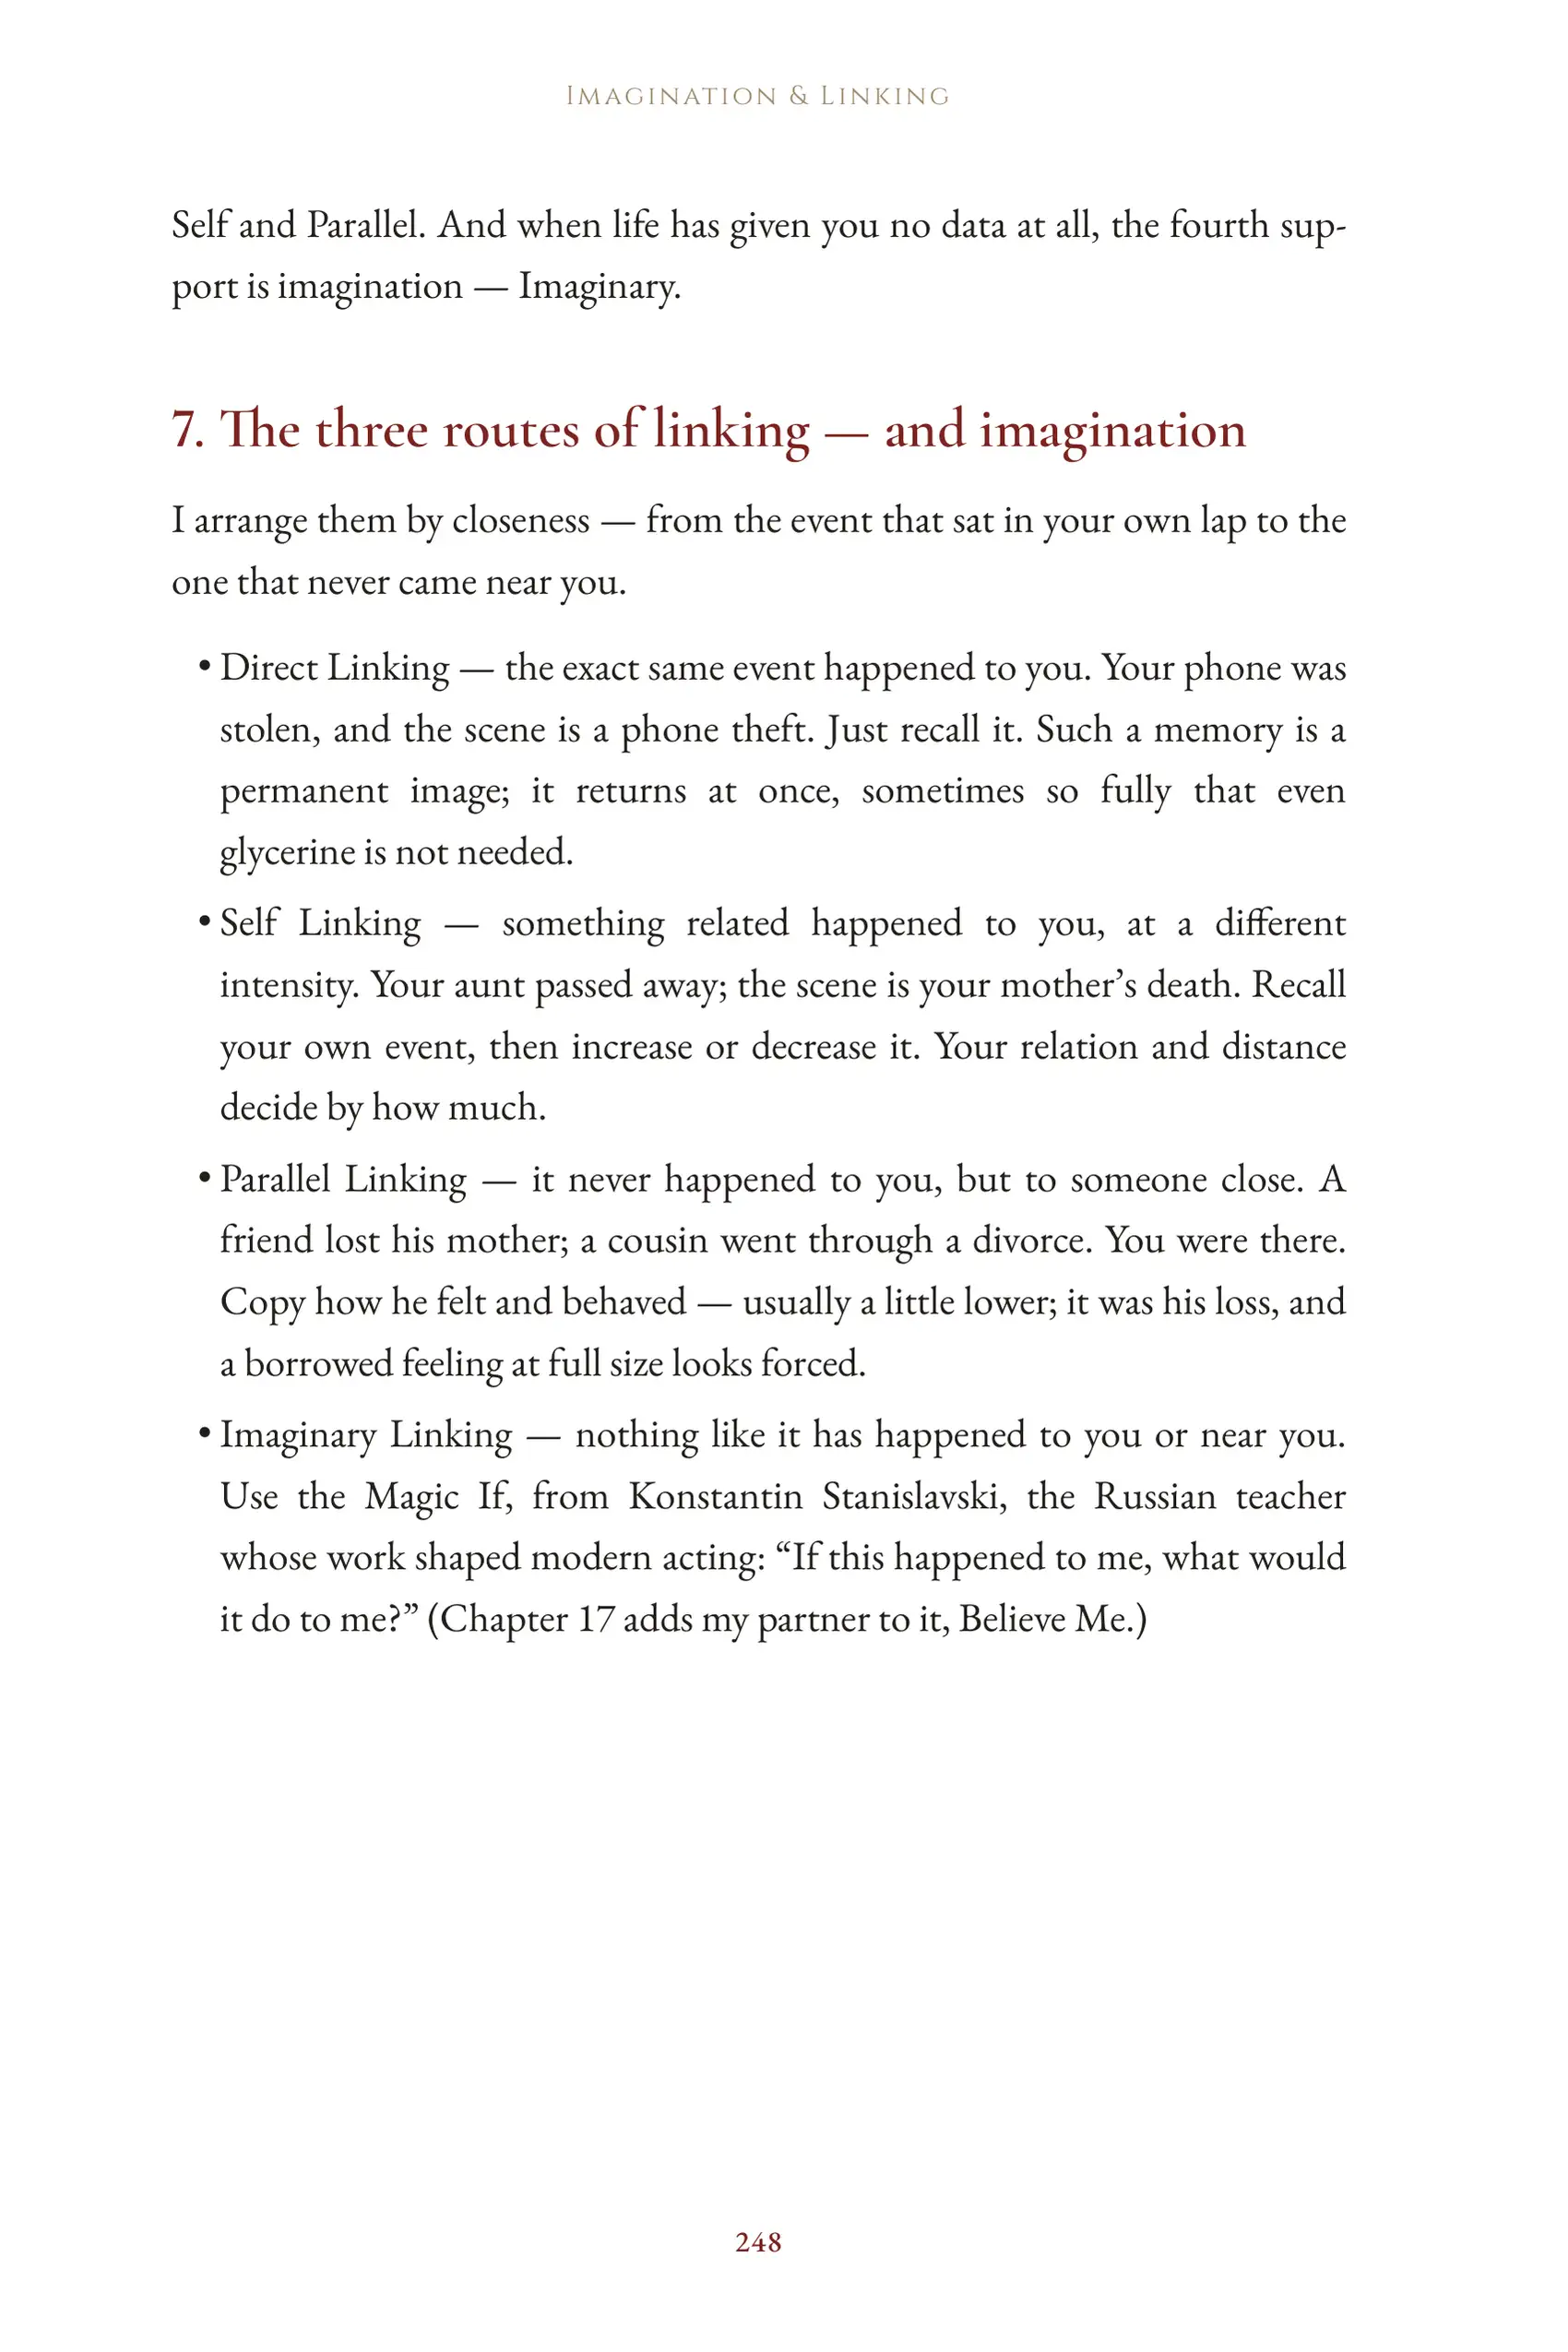 IMAGINATION & LINKING
Self and Parallel. And when life has given you no data at all, the fourth sup-
port is imagination — Imaginary.
7. The three routes of linking — and imagination
I arrange them by closeness — from the event that sat in your own lap to the
one that never came near you.
• Direct Linking — the exact same event happened to you. Your phone was
stolen, and the scene is a phone theft. Just recall it. Such a memory is a
permanent image; it returns at once, sometimes so fully that even
glycerine is not needed.
• Self Linking — something related happened to you, at a different
intensity. Your aunt passed away; the scene is your mother’s death. Recall
your own event, then increase or decrease it. Your relation and distance
decide by how much.
• Parallel Linking — it never happened to you, but to someone close. A
friend lost his mother; a cousin went through a divorce. You were there.
Copy how he felt and behaved — usually a little lower; it was his loss, and
a borrowed feeling at full size looks forced.
• Imaginary Linking — nothing like it has happened to you or near you.
Use the Magic If, from Konstantin Stanislavski, the Russian teacher
whose work shaped modern acting: “If this happened to me, what would
it do to me?” (Chapter 17 adds my partner to it, Believe Me.)
248